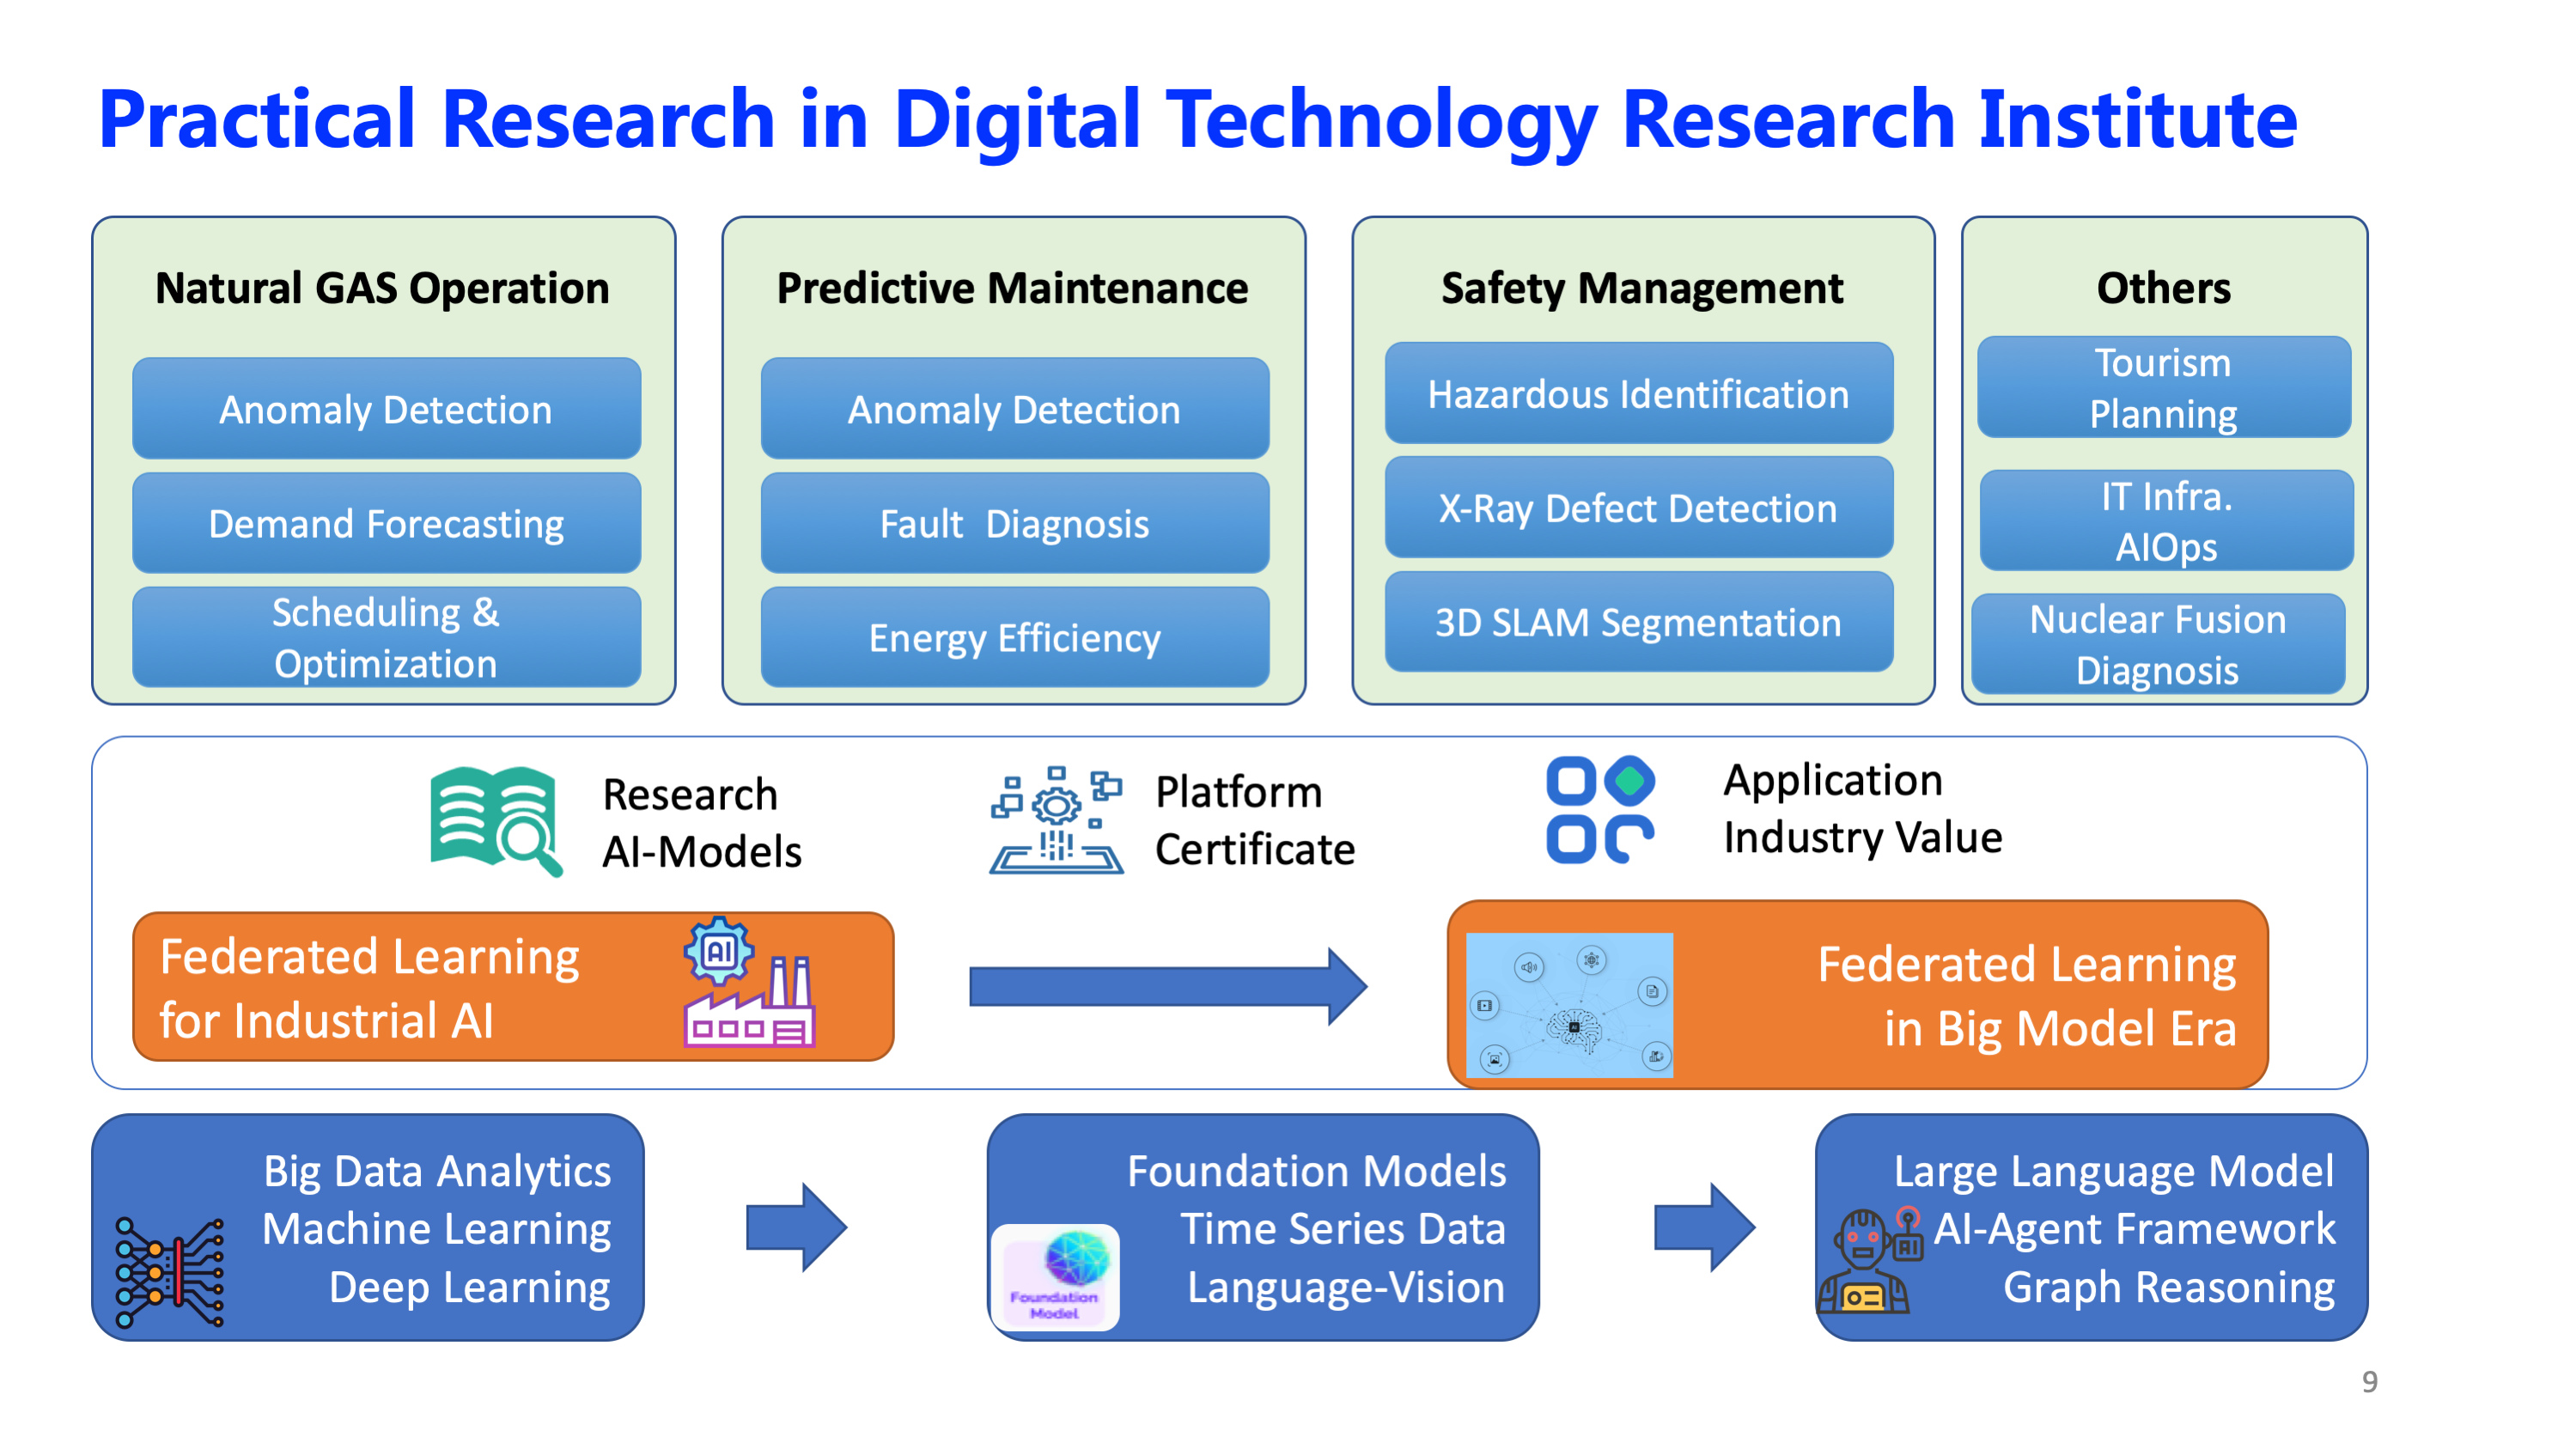 Practical Research in Digital Technology Research Institute
Natural GAS Operation
Anomaly Detection
Demand Forecasting
Scheduling &
Optimization
Predictive Maintenance
Anomaly Detection
Fault  Diagnosis
Energy Efficiency
Safety Management
Hazardous Identification
X-Ray Defect Detection
3D SLAM Segmentation
Others
Tourism
Planning
IT Infra.
AIOps
Nuclear Fusion
Diagnosis
Research
AI-Models
Platform
Certificate
Application
Industry Value
Federated Learning
for Industrial AI
AI
AI
Federated Learning
in Big Model Era
Big Data Analytics
Machine Learning
Deep Learning
Foundation Models
Time Series Data
Language-Vision
Foundation
Model
Large Language Model
AI-Agent Framework
Graph Reasoning
AI
9